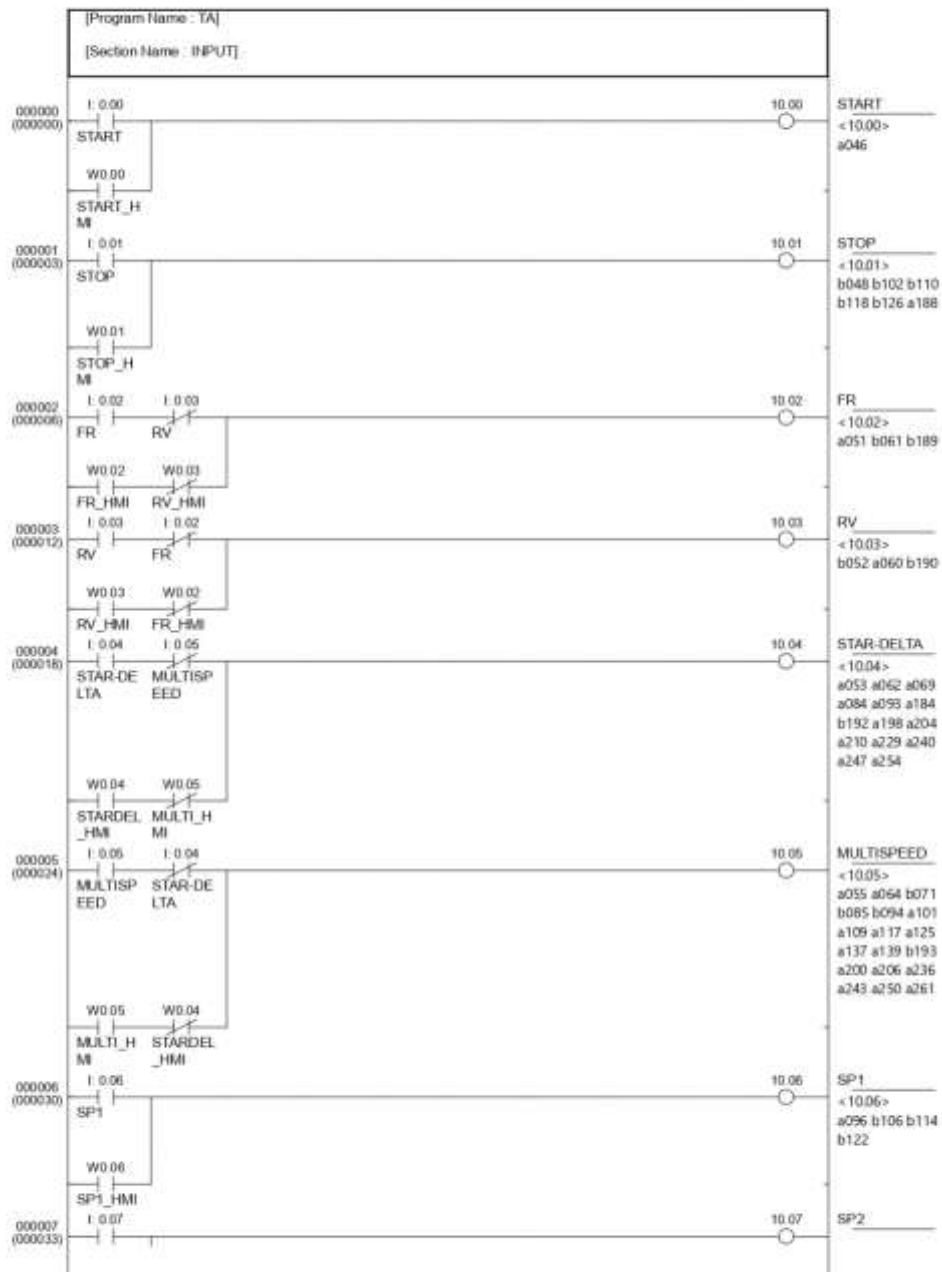 [Program Name : TA]
[Section Name : INPUT]
000000
(000000)
I: 0.00
START
10.00
START
<10.00>
a046
W0.00
START_H
MI
000001
(000003)
I: 0.01
STOP
10.01
STOP
<10.01>
b048 b102 b110
b118 b126 a188
W0.01
STOP_H
MI
000002
(000006)
I: 0.02 I: 0.03
FR RV
10.02
FR
<10.02>
a051 b061 b189
W0.02 W0.03
FR_HMI RV_HMI
000003
(000012)
I: 0.03 I: 0.02
RV FR
10.03
RV
<10.03>
b052 a060 b190
W0.03 W0.02
RV_HMI FR_HMI
000004
(000018)
I: 0.04 I: 0.05
STAR-DE MULTISP
LTA EED
10.04
STAR-DELTA
<10.04>
a053 a062 a069
a084 a093 a184
b192 a198 a204
a210 a229 a240
a247 a254
W0.04 W0.05
STARDEL MULTI_H
_HMI MI
000005
(000024)
I: 0.05 I: 0.04
MULTISP STAR-DE
EED LTA
10.05
MULTISPEED
<10.05>
a055 a064 b071
b085 b094 a101
a109 a117 a125
a137 a139 b193
a200 a206 a236
a243 a250 a261
W0.05 W0.04
MULTI_H STARDEL
MI _HMI
000006
(000030)
I: 0.06
SP1
10.06
SP1
<10.06>
a096 b106 b114
b122
W0.06
SP1_HMI
000007
(000033)
I: 0.07
10.07
SP2